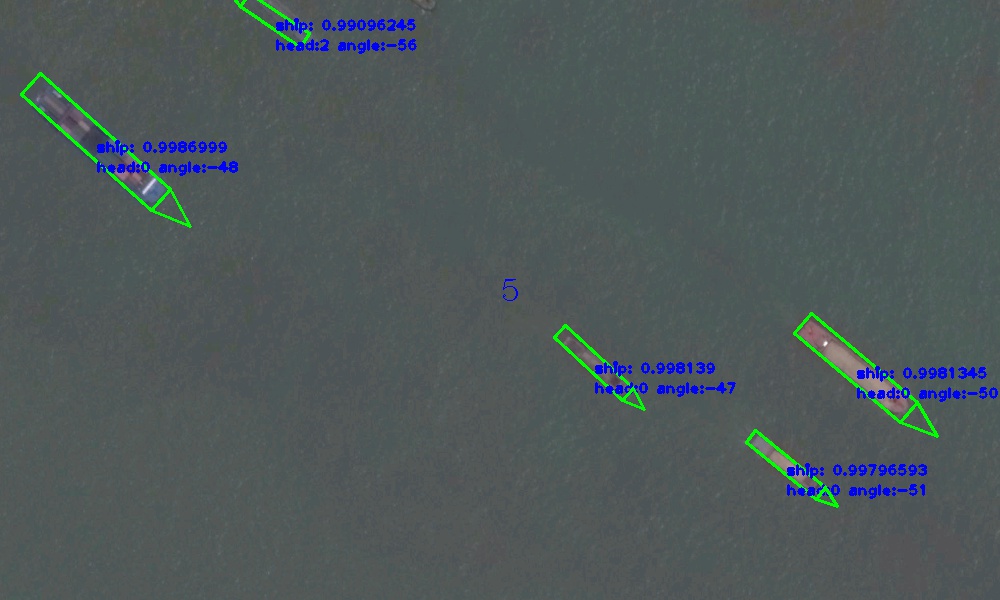 ship: 0.99096245
head:2 angle:-56
ship: 0.9986999
head:0 angle:-48
5
ship: 0.998139
head:0 angle:-47
ship: 0.9981345
head:0 angle:-50
ship: 0.99796593
head:0 angle:-51